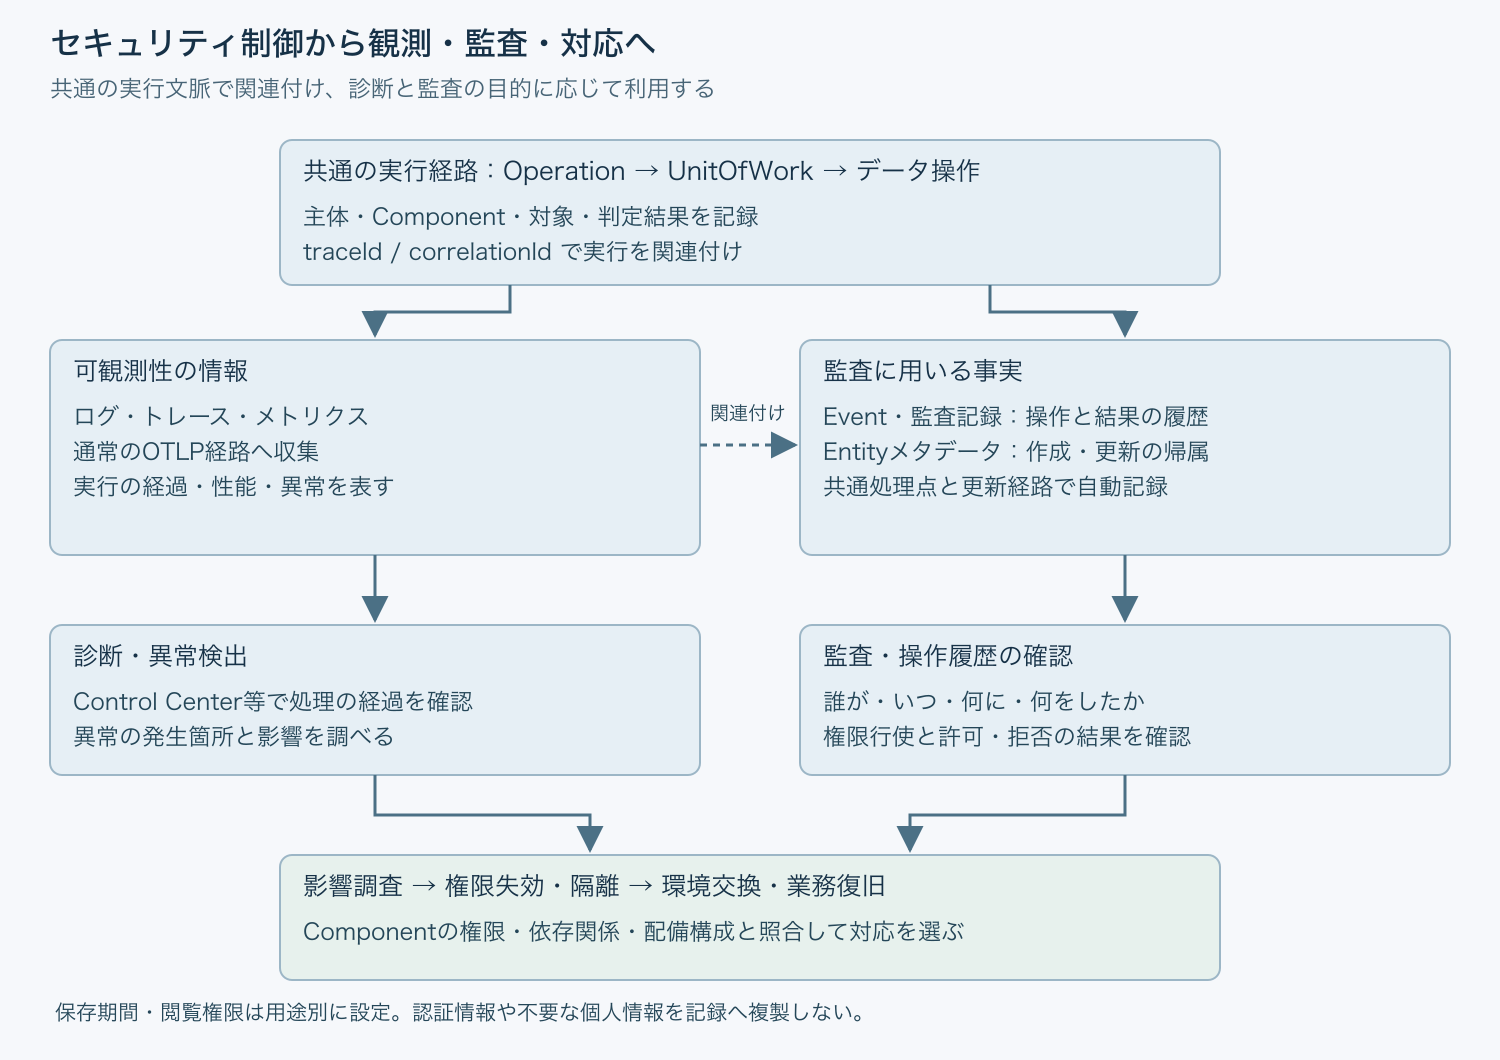 セキュリティ制御から観測・監査・対応へ
共通の実行文脈で関連付け、診断と監査の目的に応じて利用する
共通の実行経路：Operation → UnitOfWork → データ操作
主体・Component・対象・判定結果を記録
traceId / correlationId で実行を関連付け
可観測性の情報
ログ・トレース・メトリクス
通常のOTLP経路へ収集
実行の経過・性能・異常を表す
関連付け
監査に用いる事実
Event・監査記録：操作と結果の履歴
Entityメタデータ：作成・更新の帰属
共通処理点と更新経路で自動記録
診断・異常検出
Control Center等で処理の経過を確認
異常の発生箇所と影響を調べる
監査・操作履歴の確認
誰が・いつ・何に・何をしたか
権限行使と許可・拒否の結果を確認
影響調査 → 権限失効・隔離 → 環境交換・業務復旧
Componentの権限・依存関係・配備構成と照合して対応を選ぶ
保存期間・閲覧権限は用途別に設定。認証情報や不要な個人情報を記録へ複製しない。